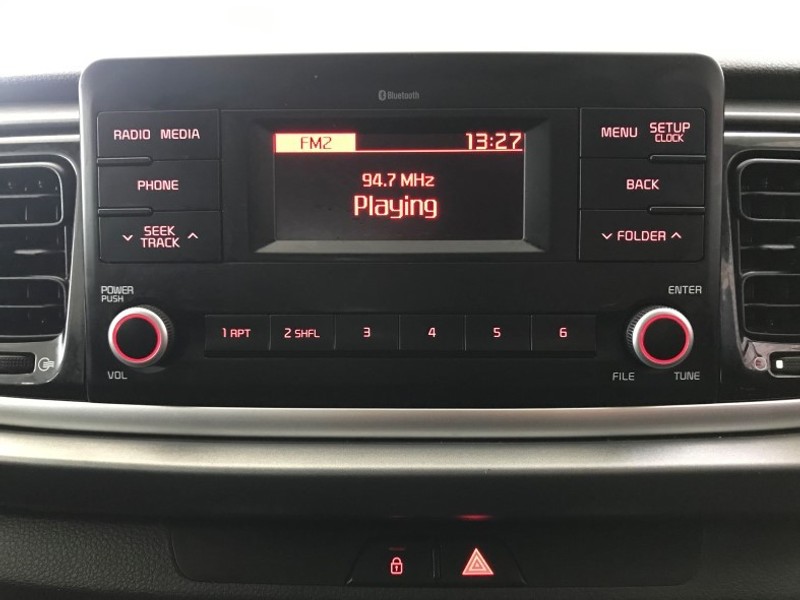 Bluetooth
RADIO MEDIA
FM2 13:27
MENU SETUP
CLOCK
94.7 MHz
PHONE
Playing
BACK
SEEK
TRACK
FOLDER
POWER
PUSH
ENTER
1 RPT 2 SHFL 3 4 5 6
VOL
FILE TUNE